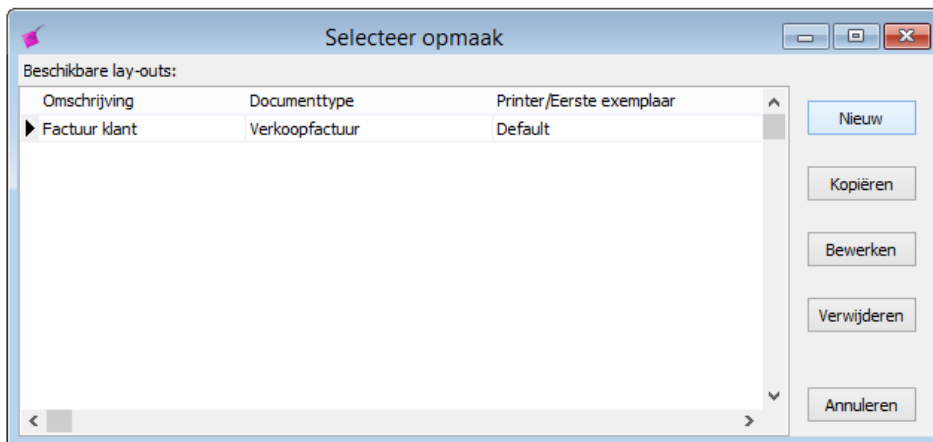 Selecteer opmaak
Beschikbare lay-outs:
Omschrijving Documenttype Printer/Eerste exemplaar
Factuur klant Verkoopfactuur Default
Nieuw
Kopiëren
Bewerken
Verwijderen
Annuleren